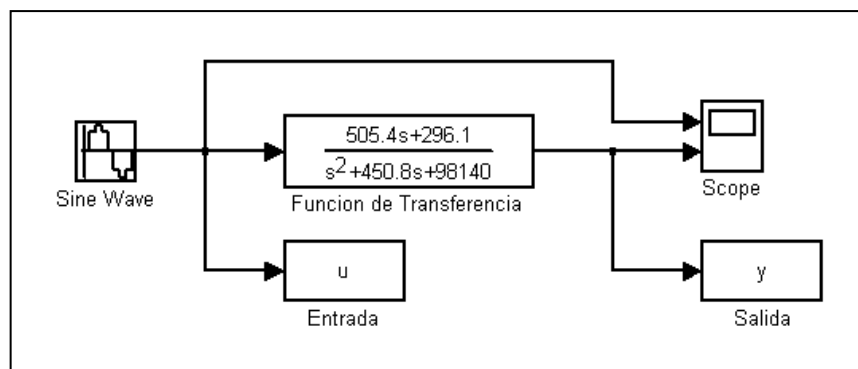 505.4s+296.1
s²+450.8s+98140
Sine Wave
Funcion de Transferencia
Scope
u
Entrada
y
Salida